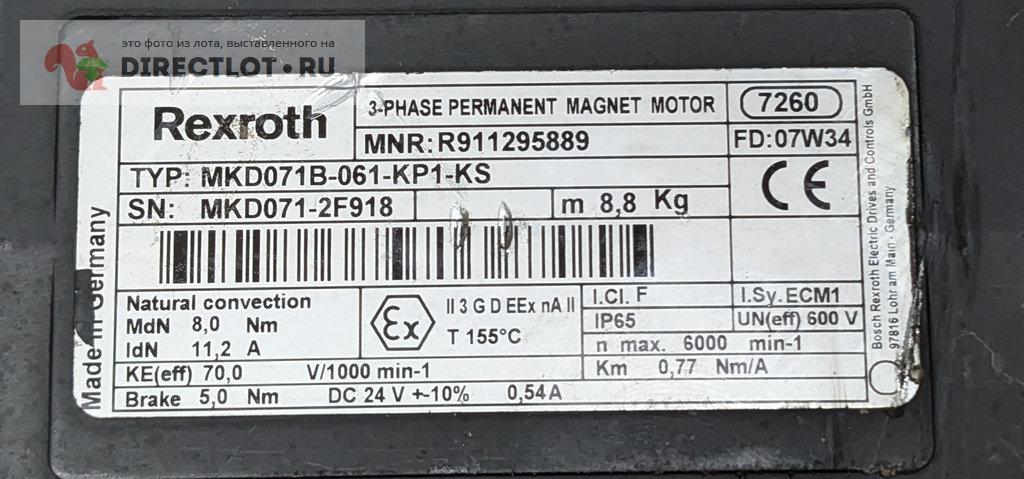 это фото из лота, выставленного на
DIRECTLOT.RU
Rexroth
3-PHASE PERMANENT MAGNET MOTOR
7260
MNR: R911295889
FD: 07W34
TYP: MKD071B-061-KP1-KS
SN: MKD071-2F918
m 8,8 Kg
CE
Made in Germany
Bosch Rexroth Electric Drives and Controls GmbH
97816 Lohr am Main - Germany
Natural convection
MdN 8,0 Nm
IdN 11,2 A
Ex
II 3 G D EEx nA II
T 155°C
I.Cl. F
I.Sy. ECM1
IP65
UN(eff) 600 V
n max. 6000 min-1
KE(eff) 70,0 V/1000 min-1
Km 0,77 Nm/A
Brake 5,0 Nm DC 24 V +-10% 0,54 A